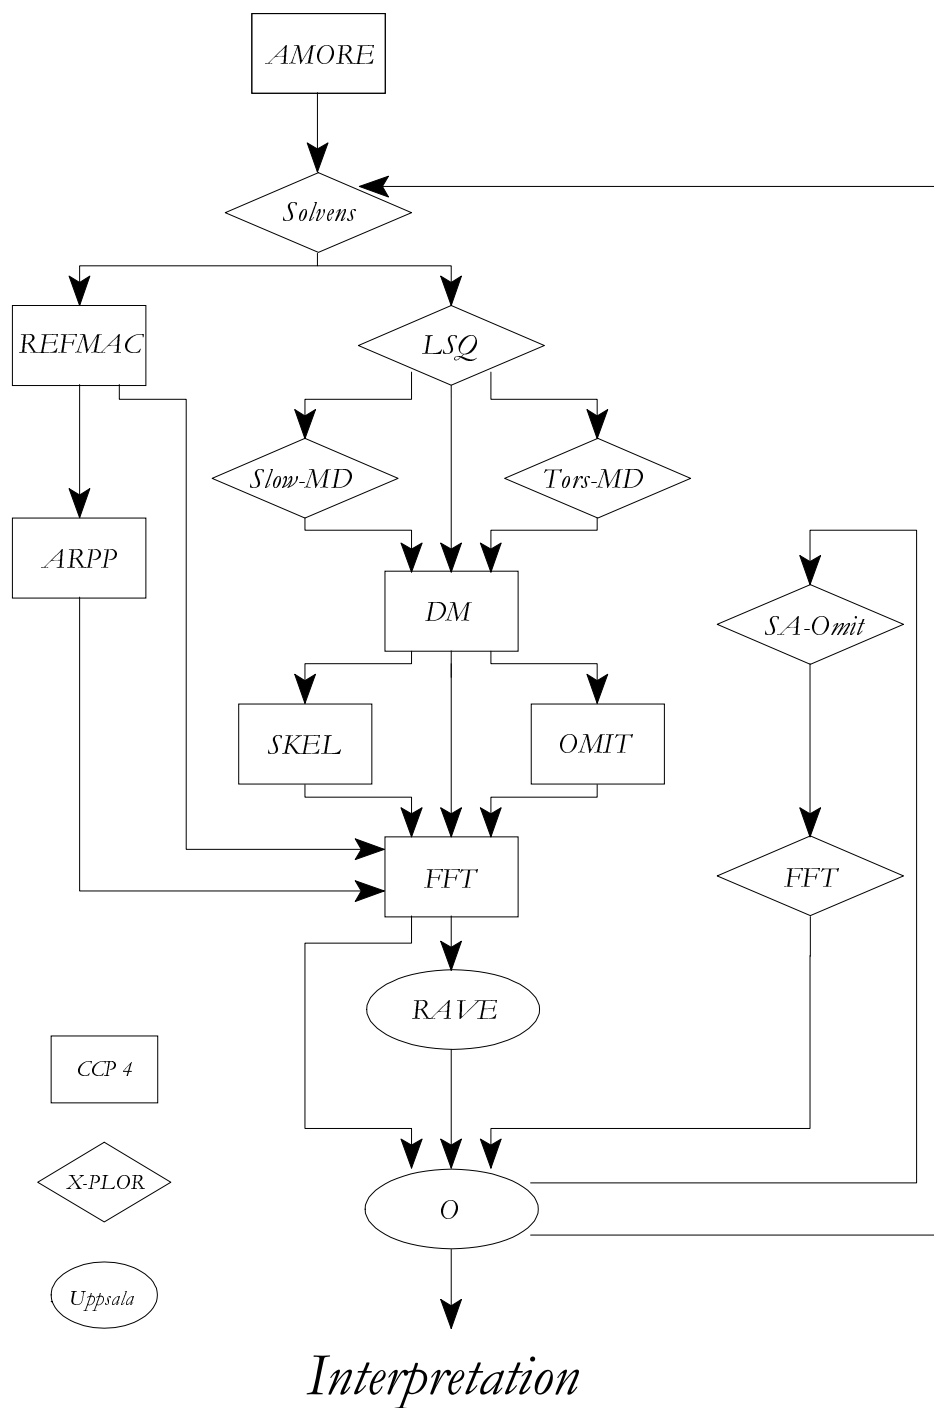 AMORE
Solvens
REFMAC
LSQ
Slow-MD
Tors-MD
ARPP
DM
SA-Omit
SKEL
OMIT
FFT
FFT
RAVE
CCP 4
X-PLOR
O
Uppsala
Interpretation